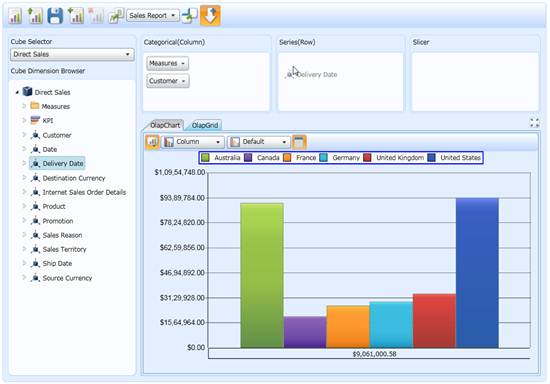 Sales Report
Cube Selector
Direct Sales
Cube Dimension Browser
Direct Sales
Measures
KPI
Customer
Date
Delivery Date
Destination Currency
Internet Sales Order Details
Product
Promotion
Sales Reason
Sales Territory
Ship Date
Source Currency
Categorical(Column)
Measures
Customer
Series(Row)
Delivery Date
Slicer
OlapChart OlapGrid
Column Default
Australia Canada France Germany United Kingdom United States
$1,09,54,748.00
$93,89,784.00
$78,24,820.00
$62,59,856.00
$46,94,892.00
$31,29,928.00
$15,64,964.00
$0.00
$9,061,000.58